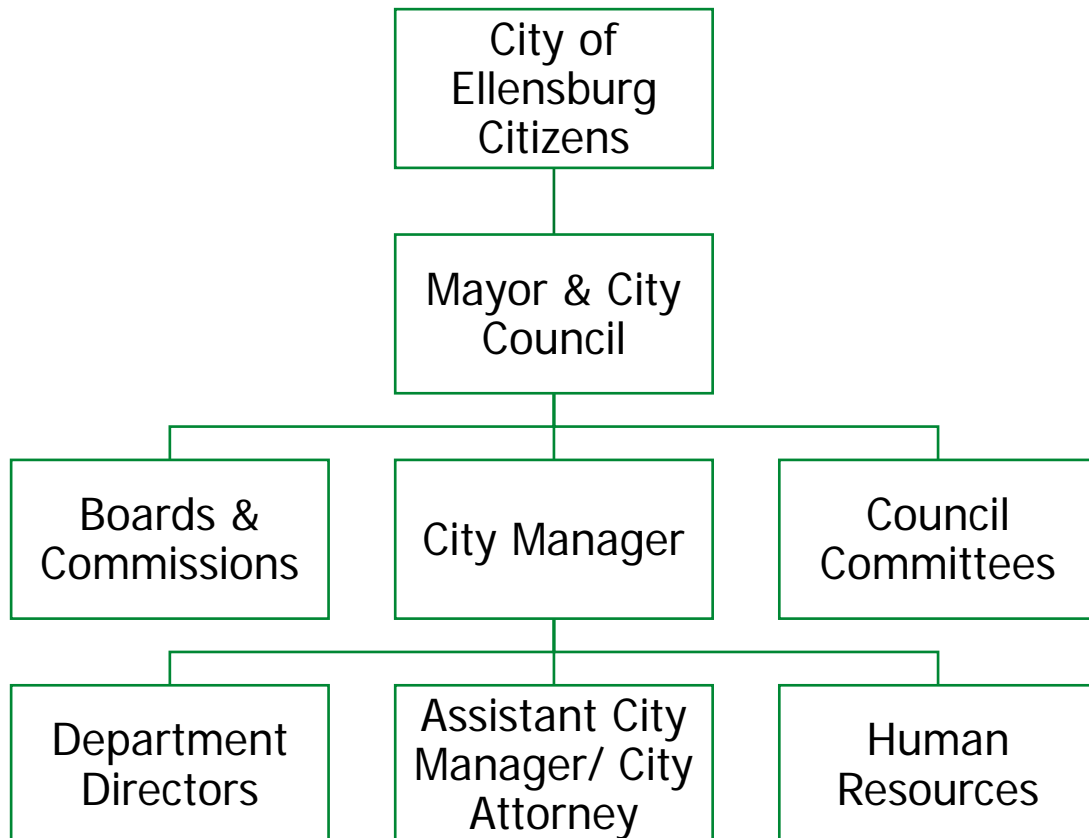 City of
Ellensburg
Citizens
Mayor & City
Council
Boards &
Commissions
City Manager
Council
Committees
Department
Directors
Assistant City
Manager/ City
Attorney
Human
Resources